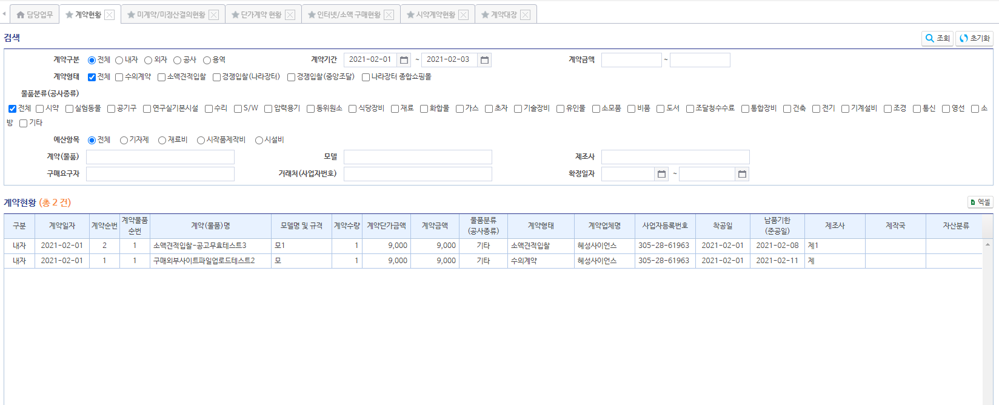 담당업무 계약현황 미계약/미정산결의현황 단가계약 현황 인터넷/소액 구매현황 시약계약현황 계약대장
검색 조회 초기화
계약구분 전체 내자 외자 공사 용역 계약기간 2021-02-01 ~ 2021-02-03 계약금액 ~
계약형태 전체 수의계약 소액견적입찰 경쟁입찰(나라장터) 경쟁입찰(중앙조달) 나라장터 종합쇼핑몰
물품분류(공사종류)
전체 시약 실험동물 공기구 연구실기본시설 수리 S/W 압력용기 동위원소 식당장비 재료 화합물 가스 초자 기술장비 유인물 소모품 비품 도서 조달청수수료 통합장비 건축 전기 기계설비 조경 통신 영선 소
방 기타
예산항목 전체 기자제 재료비 시작품제작비 시설비
계약(물품) 모델 제조사
구매요구자 거래처(사업자번호) 확정일자 ~
계약현황 (총 2 건) 엑셀
구분 계약일자 계약순번 계약물품 순번 계약(물품)명 모델명 및 규격 계약수량 계약단가금액 계약금액 물품분류 (공사종류) 계약형태 계약업체명 사업자등록번호 착공일 납품기한 (준공일) 제조사 제작국 자산분류
내자 2021-02-01 2 1 소액견적입찰-공고무효테스트3 모1 1 9,000 9,000 기타 소액견적입찰 혜성사이언스 305-28-61963 2021-02-01 2021-02-08 제1
내자 2021-02-01 1 1 구매외부사이트파일업로드테스트2 모 1 9,000 9,000 기타 수의계약 혜성사이언스 305-28-61963 2021-02-01 2021-02-11 제